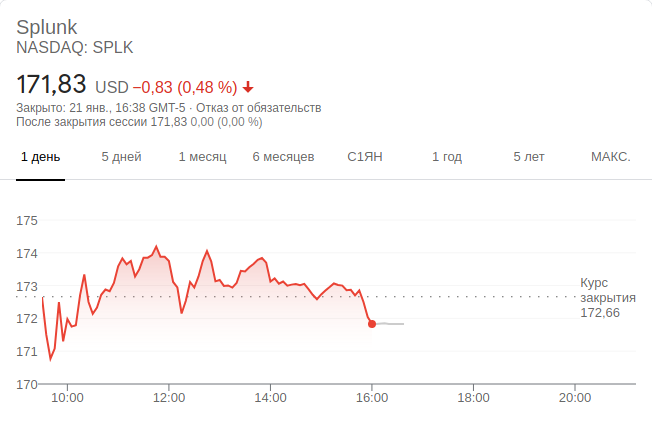 Splunk
NASDAQ: SPLK
171,83 USD −0,83 (0,48 %)
Закрыто: 21 янв., 16:38 GMT-5 · Отказ от обязательств
После закрытия сессии 171,83 0,00 (0,00 %)
1 день 5 дней 1 месяц 6 месяцев С1ЯН 1 год 5 лет МАКС.
175
174
173
172
171
170
Курс
закрытия
172,66
10:00 12:00 14:00 16:00 18:00 20:00